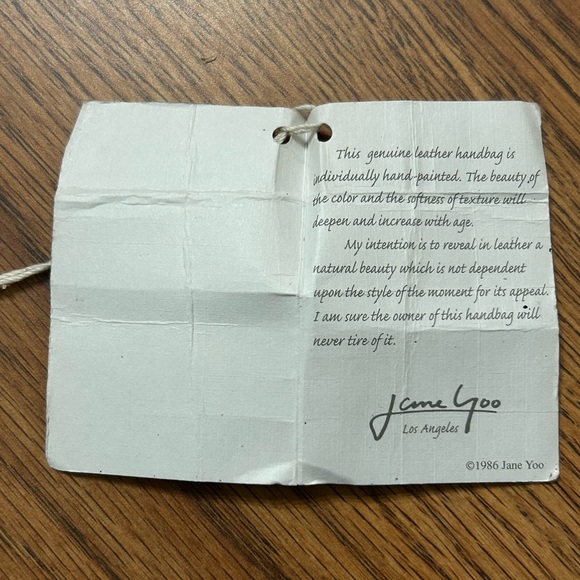 This genuine leather handbag is
individually hand-painted. The beauty of
the color and the softness of texture will
deepen and increase with age.
My intention is to reveal in leather a
natural beauty which is not dependent
upon the style of the moment for its appeal.
I am sure the owner of this handbag will
never tire of it.
Jane Yoo
Los Angeles
©1986 Jane Yoo